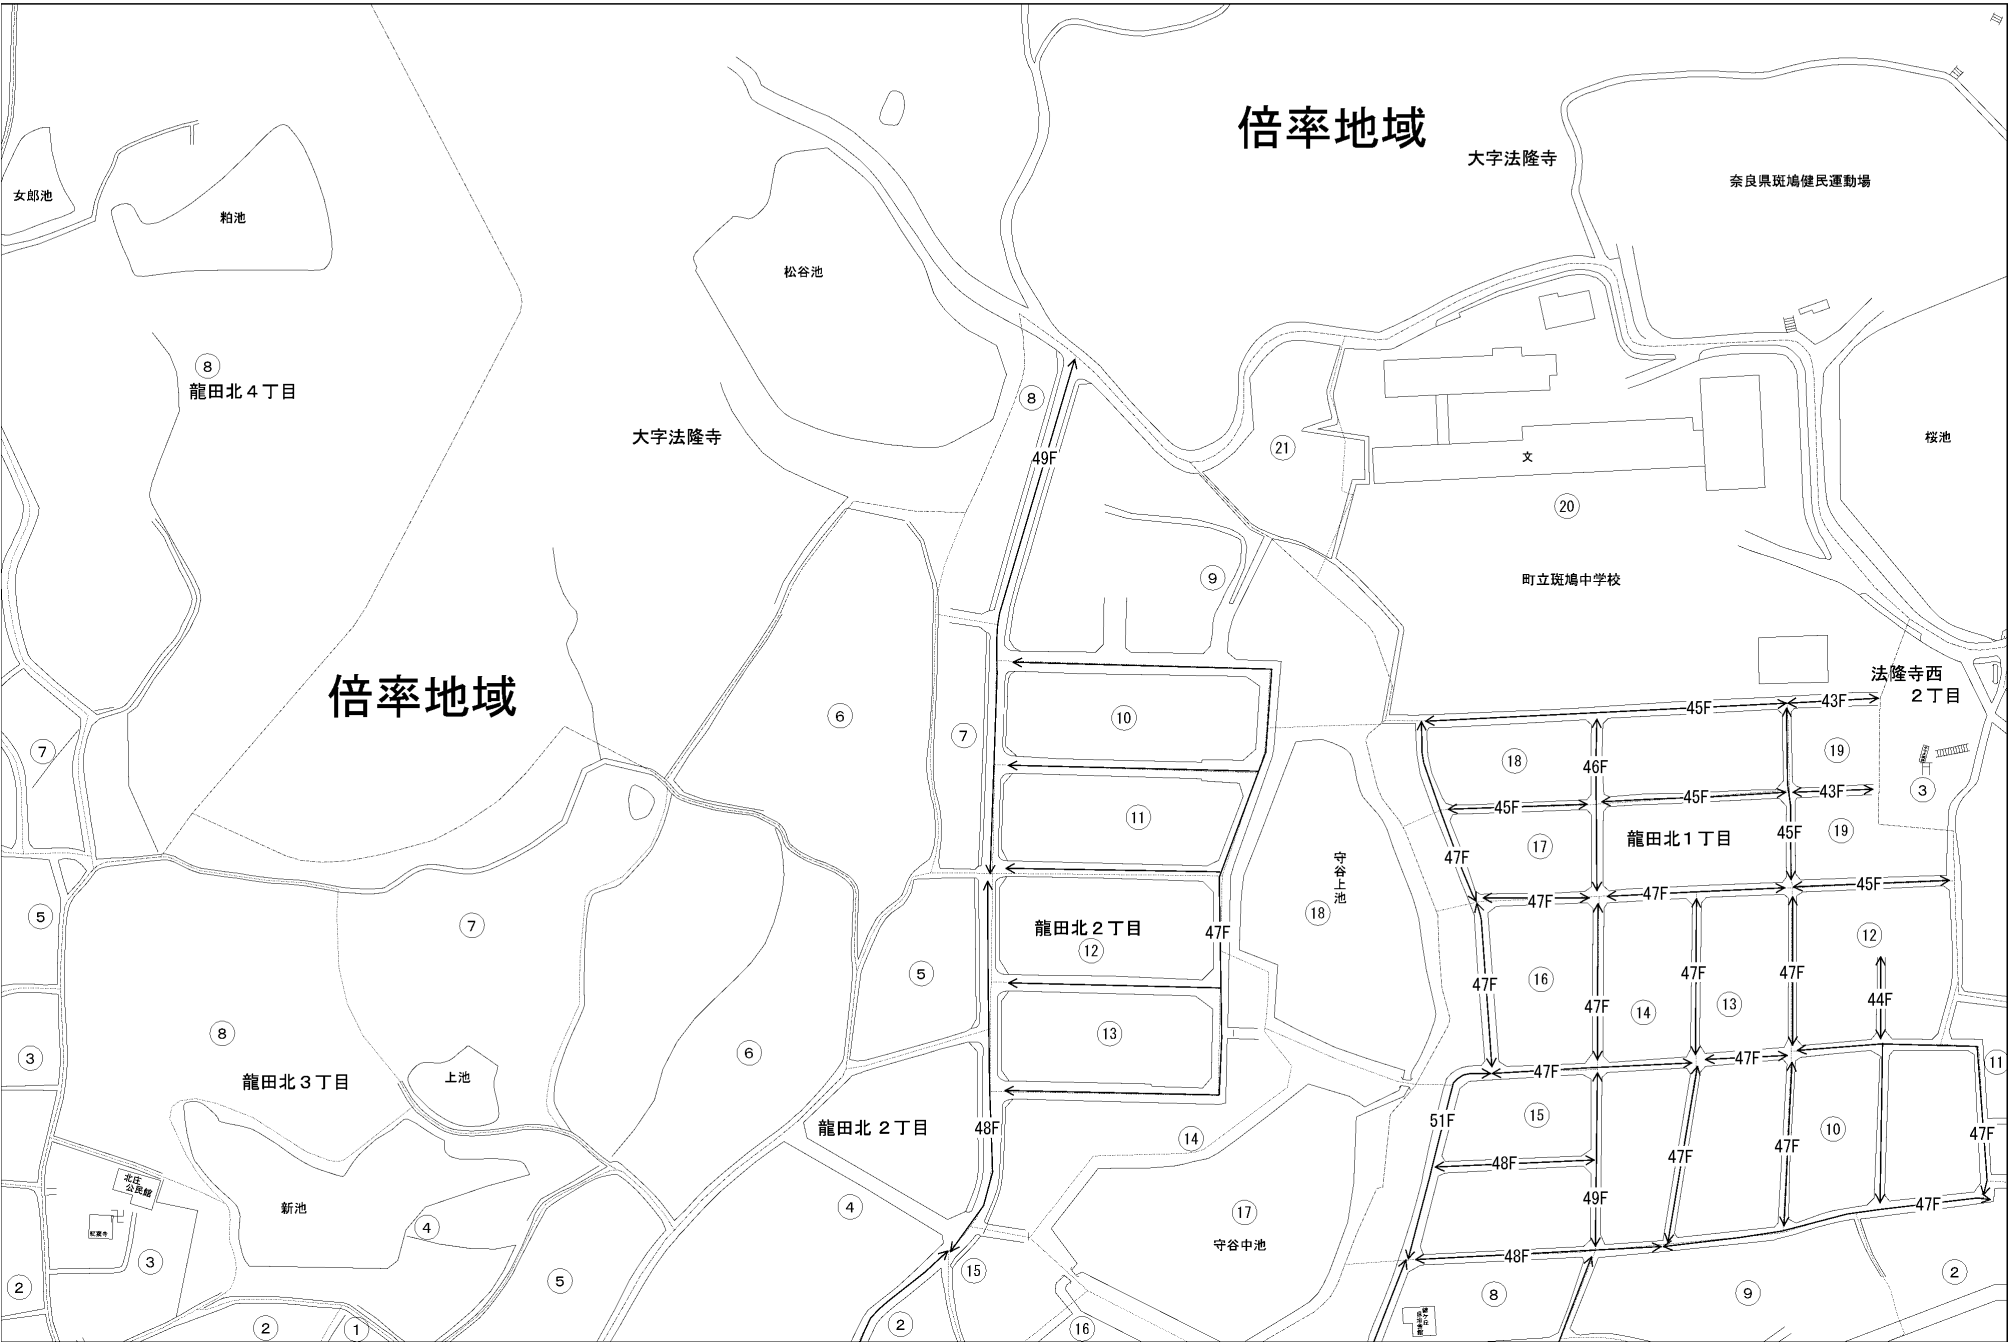 倍率地域
大字法隆寺
奈良県斑鳩健民運動場
女郎池
粕池
松谷池
⑧
龍田北4丁目
大字法隆寺
⑧
49F
㉑
文
桜池
⑳
⑨
町立斑鳩中学校
倍率地域
法隆寺西
2丁目
⑥
⑩
45F
43F
⑦
⑦
⑱
46F
⑲
③
45F
45F
43F
⑪
⑰
龍田北1丁目
45F
⑲
47F
守谷上池
⑱
47F
47F
45F
⑤
⑦
龍田北2丁目
⑫
47F
⑫
⑤
⑯
47F
47F
47F
47F
44F
⑭
⑬
⑧
⑬
③
⑥
47F
47F
⑪
龍田北3丁目
上池
龍田北2丁目
48F
⑭
51F
⑮
⑩
47F
47F
47F
48F
49F
47F
北庄
公民館
新池
④
④
⑰
守谷中池
48F
③
②
⑤
⑮
⑧
⑨
②
②
①
②
⑯